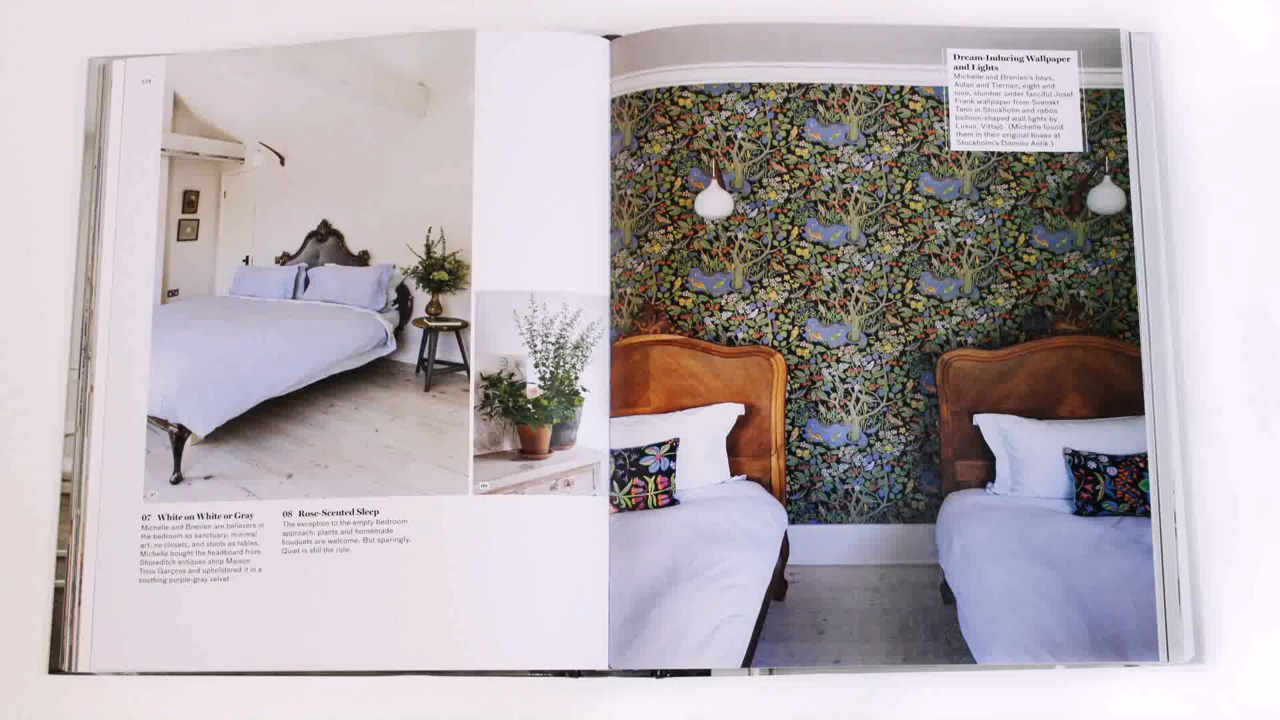 134
07 White on White or Gray
Michelle and Brenlen are believers in
the bedroom as sanctuary: minimal
art, no closets, and stools as tables.
Michelle bought the headboard from
Shoreditch antiques shop Maison
Trois Garçons and upholstered it in a
soothing purple-gray velvet.
08 Rose-Scented Sleep
The exception to the empty bedroom
approach: plants and homemade
bouquets are welcome. But sparingly.
Quiet is still the rule.
07
08
Dream-Inducing Wallpaper
and Lights
Michelle and Brenlen's boys,
Aidan and Tiernan, eight and
nine, slumber under fanciful Josef
Frank wallpaper from Svenskt
Tenn in Stockholm and 1960s
balloon-shaped wall lights by
Luxus, Vittsjö. (Michelle found
them in their original boxes at
Stockholm's Domino Antik.)